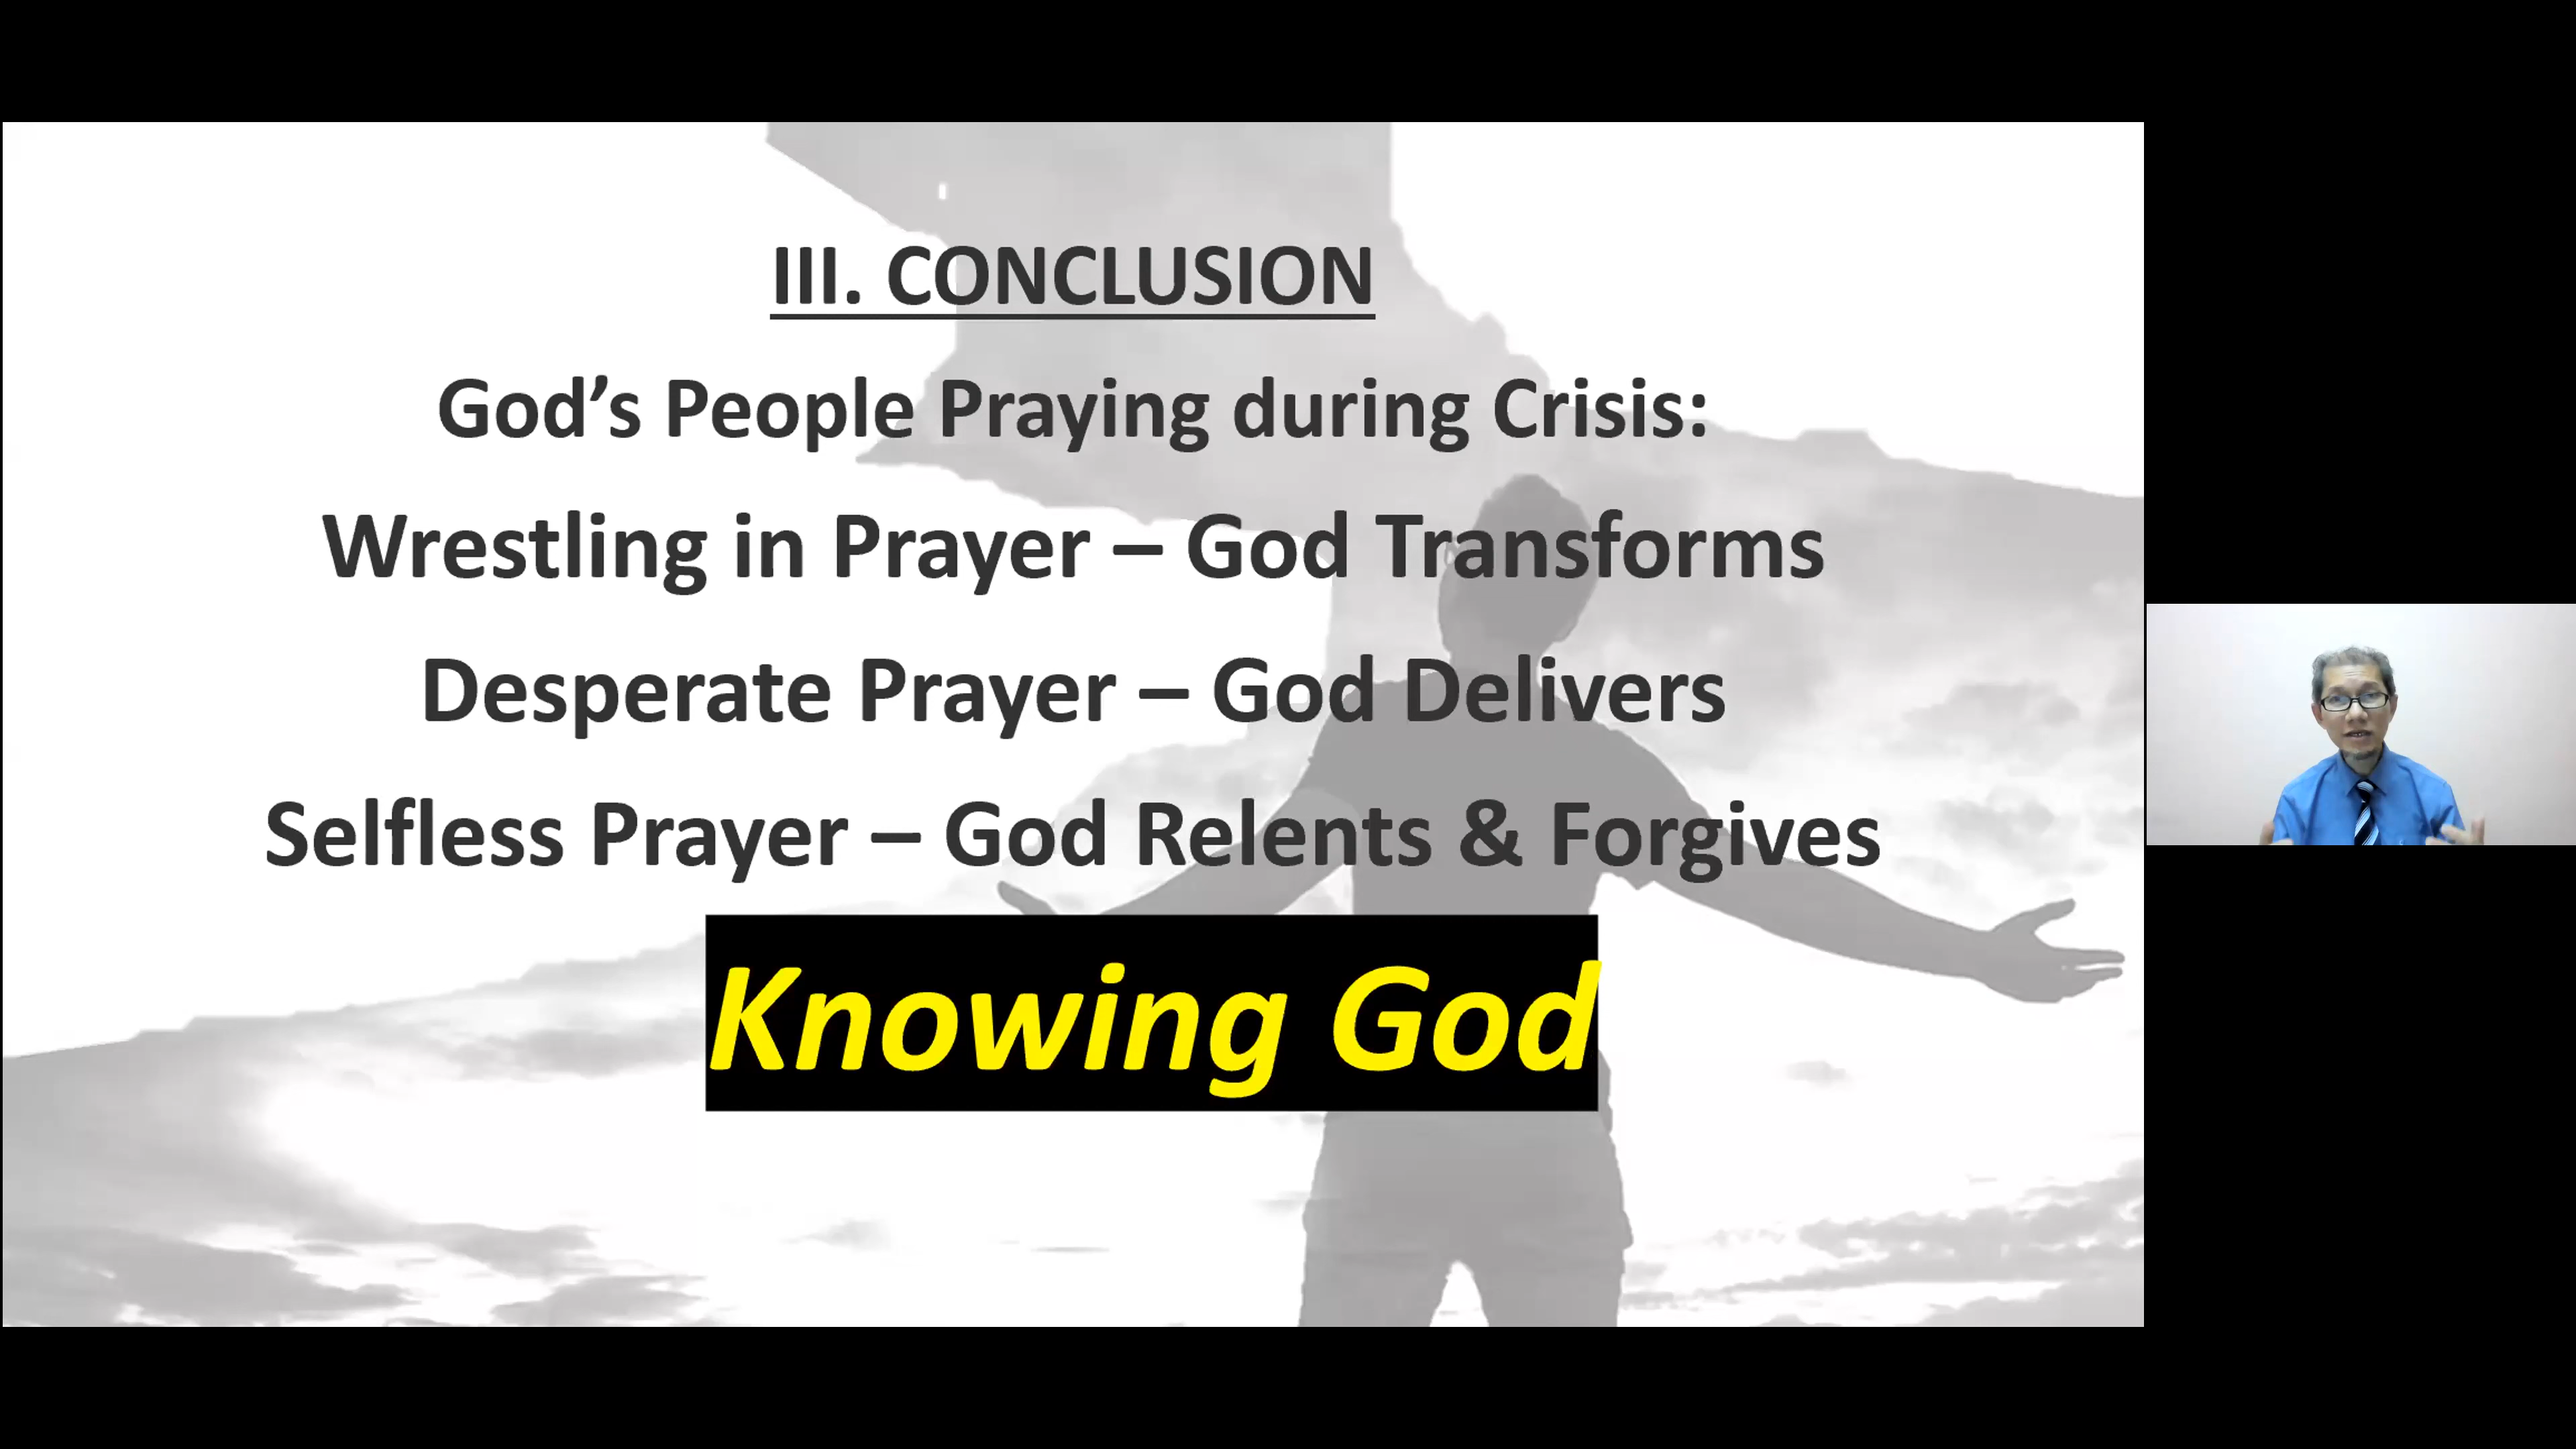 III. CONCLUSION
God’s People Praying during Crisis:
Wrestling in Prayer – God Transforms
Desperate Prayer – God Delivers
Selfless Prayer – God Relents & Forgives
Knowing God